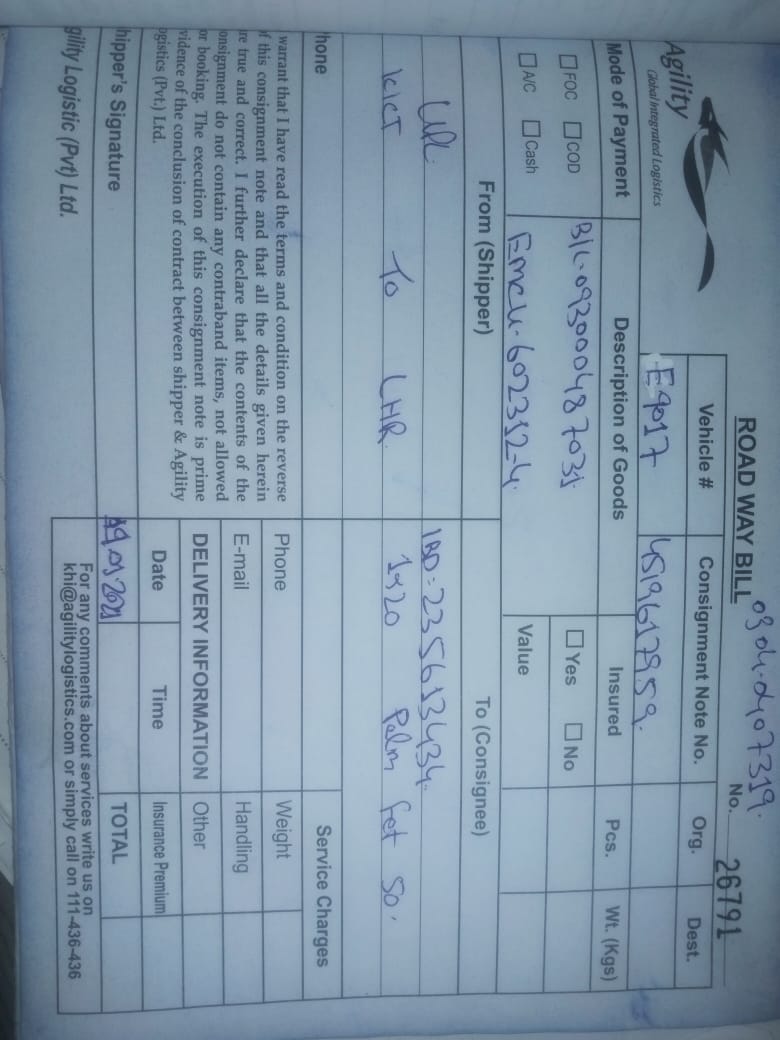 0304-0407319.
ROAD WAY BILL
No. 26791
Agility
Global Integrated Logistics
Vehicle # Consignment Note No. Org. Dest.
E9017 4519617959.
Mode of Payment Description of Goods Insured Pcs. Wt. (Kgs)
FOC COD B/L-093000487031 Yes No
A/C Cash Emcu-602312-4. Value
From (Shipper) To (Consignee)
IBD=235613434-
KICT To LHR 1x20 Palm fet 50.
hone Service Charges
warrant that I have read the terms and condition on the reverse
f this consignment note and that all the details given herein
re true and correct. I further declare that the contents of the
onsignment do not contain any contraband items, not allowed
or booking. The execution of this consignment note is prime
vidence of the conclusion of contract between shipper & Agility
ogistics (Pvt.) Ltd.
Phone Weight
E-mail Handling
DELIVERY INFORMATION Other
Date Time Insurance Premium
hipper's Signature TOTAL
gility Logistic (Pvt) Ltd.
For any comments about services write us on
khi@agilitylogistics.com or simply call on 111-436-436